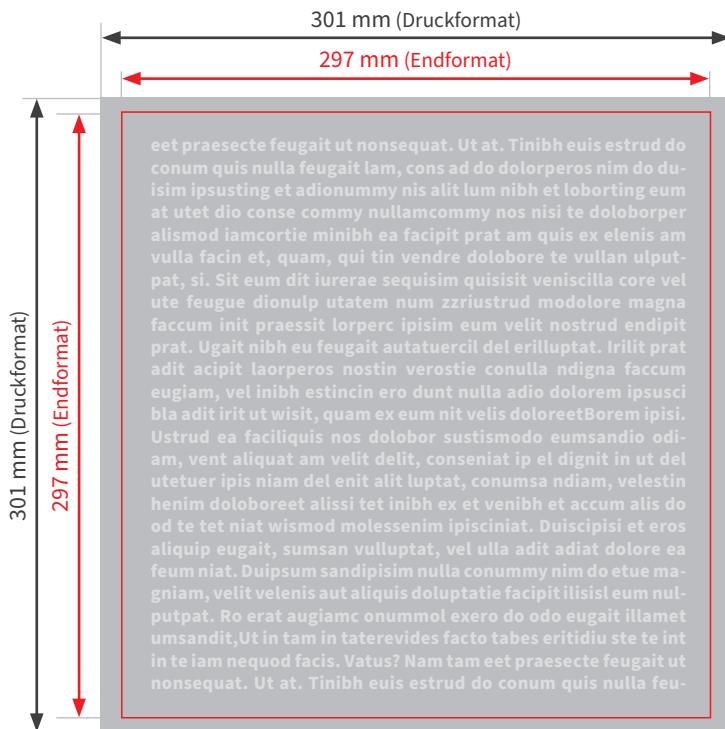 301 mm (Druckformat)
297 mm (Endformat)
301 mm (Druckformat)
297 mm (Endformat)
eet praesecte feugait ut nonsequat. Ut at. Tinibh euis estrud do
conum quis nulla feugait lam, cons ad do dolorperos nim do du-
isim ipsusting et adionummy nis alit lum nibh et loborting eum
at utet dio conse commy nullamcommy nos nisi te doloborper
alismod iamcortie minibh ea facipit prat am quis ex elenis am
vulla facin et, quam, qui tin vendre dolobore te vullan ulput-
pat, si. Sit eum dit iurerae sequisim quisisit veniscilla core vel
ute feugue dionulp utatem num zzriustrud modolore magna
faccum init praessit lorperc ipisim eum velit nostrud endipit
prat. Ugait nibh eu feugait autatuercil del erilluptat. Irilit prat
adit acipit laorperos nostin verostie conulla ndigna faccum
eugiam, vel inibh estincin ero dunt nulla adio dolorem ipsusci
bla adit irit ut wisit, quam ex eum nit velis doloreetBorem ipisi.
Ustrud ea faciliquis nos dolobor sustismodo eumsandio odi-
am, vent aliquat am velit delit, conseniat ip el dignit in ut del
utetuer ipis niam del enit alit luptat, coumsa ndiam, velestin
henim doloboreet alissi tet inibh ex et venibh et accum alis do
od te tet niat wismod molessenim ipisciniat. Duiscipisi et eros
aliquip eugait, sumsan vulluptat, vel ulla adit adiat dolore ea
feum niat. Duipsum sandipisim nulla conummy nim do etue ma-
gniam, velit velenis aut aliquis doluptatie facipit ilisisl eum nul-
putpat. Ro erat augiamc onummol exero do odo eugait illamet
umsandit,Ut in tam in taterevides facto tabes eritidiu ste te int
in te iam nequod facis. Vatus? Nam tam eet praesecte feugait ut
nonsequat. Ut at. Tinibh euis estrud do conum quis nulla feu-